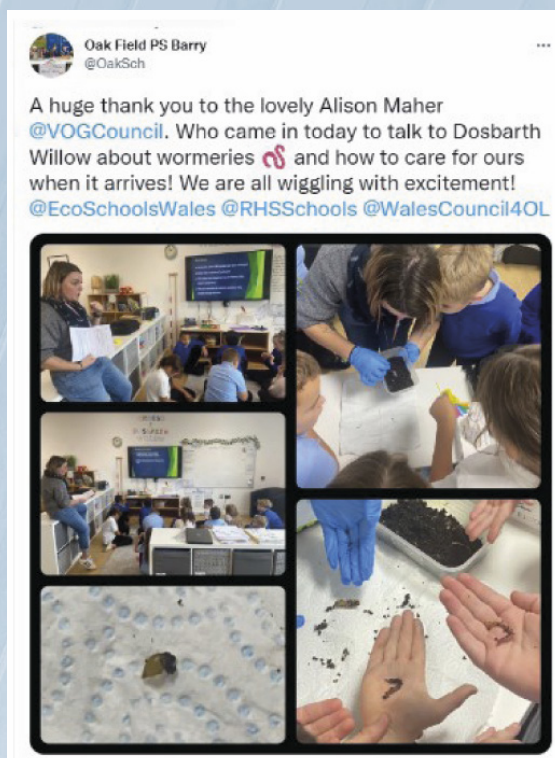 Oak Field PS Barry
@OakSch
...
A huge thank you to the lovely Alison Maher
@VOGCouncil. Who came in today to talk to Dosbarth
Willow about wormeries 🪱 and how to care for ours
when it arrives! We are all wiggling with excitement!
@EcoSchoolsWales @RHSSchools @WalesCouncil4OL